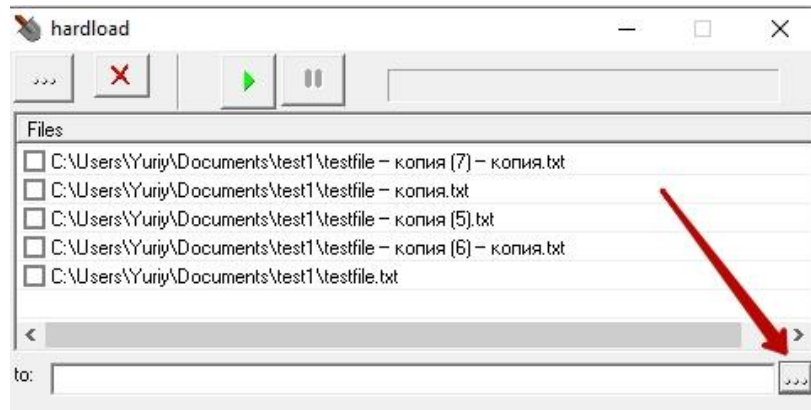 hardload
...
Files
C:\Users\Yuriy\Documents\test1\testfile – копия (7) – копия.txt
C:\Users\Yuriy\Documents\test1\testfile – копия.txt
C:\Users\Yuriy\Documents\test1\testfile – копия (5).txt
C:\Users\Yuriy\Documents\test1\testfile – копия (6) – копия.txt
C:\Users\Yuriy\Documents\test1\testfile.txt
to: ...